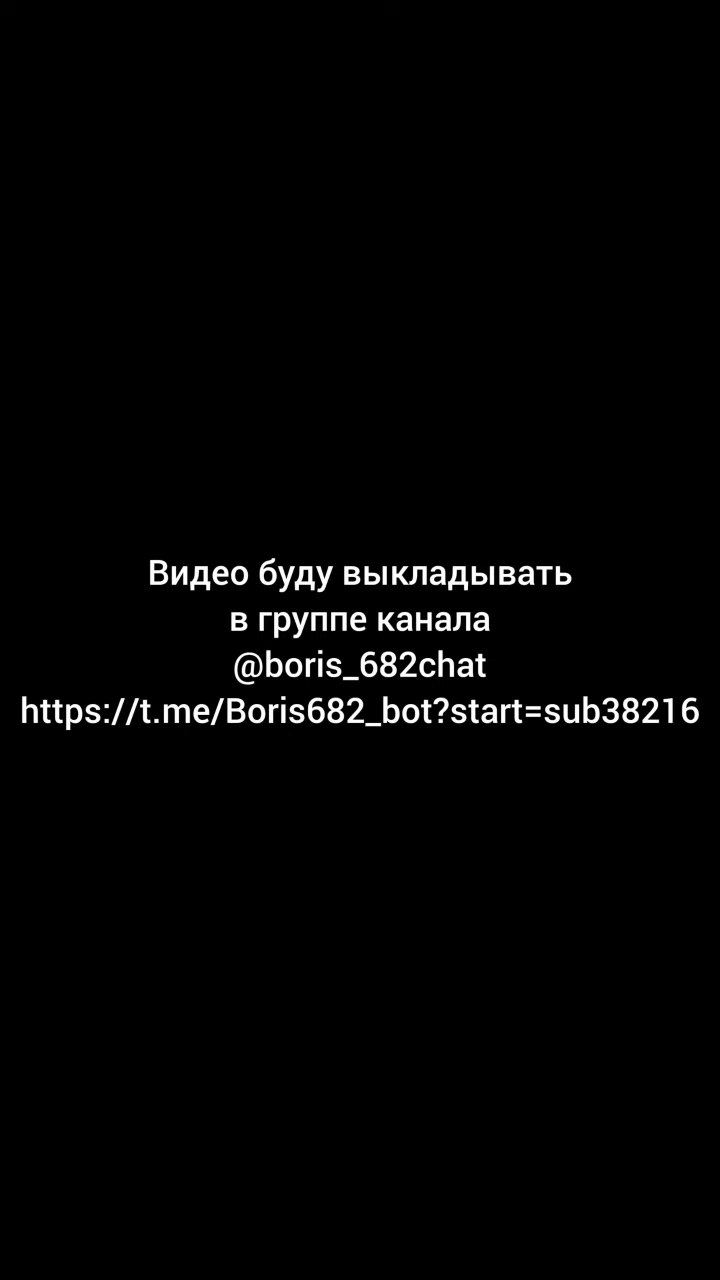 Видео буду выкладывать
в группе канала
@boris_682chat
https://t.me/Boris682_bot?start=sub38216